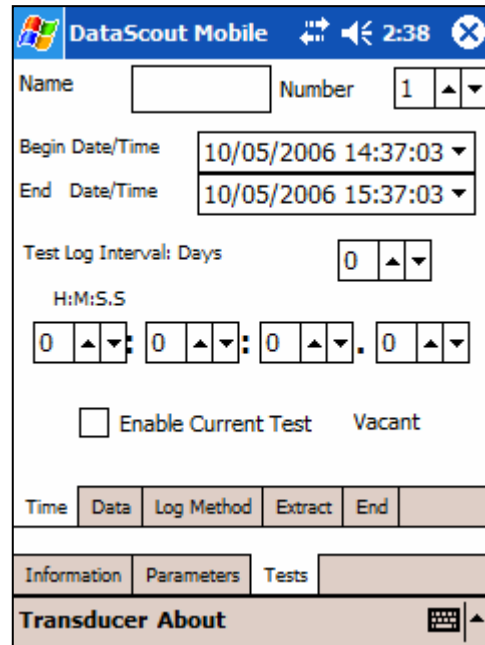 DataScout Mobile 2:38
Name Number 1
Begin Date/Time 10/05/2006 14:37:03
End Date/Time 10/05/2006 15:37:03
Test Log Interval: Days 0
H:M:S.S
0 : 0 : 0 . 0
Enable Current Test Vacant
Time Data Log Method Extract End
Information Parameters Tests
Transducer About